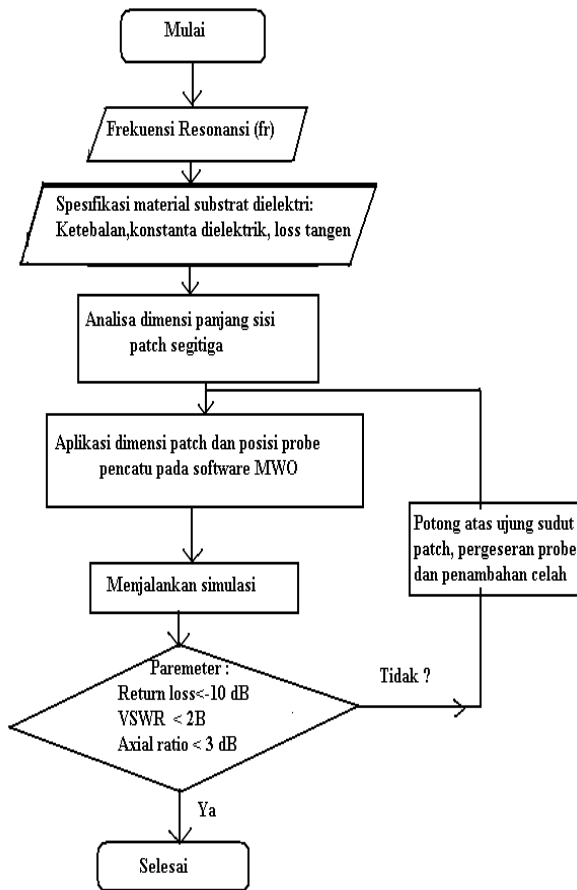 Mulai
Frekuensi Resonansi (fr)
Spesifikasi material substrat dielektri:
Ketebalan,konstanta dielektrik, loss tangen
Analisa dimensi panjang sisi
patch segitiga
Aplikasi dimensi patch dan posisi probe
pencatu pada software MWO
Potong atas ujung sudut
patch, pergeseran probe
dan penambahan celah
Menjalankan simulasi
Paremeter :
Return loss<-10 dB
VSWR < 2B
Axial ratio < 3 dB
Tidak ?
Ya
Selesai